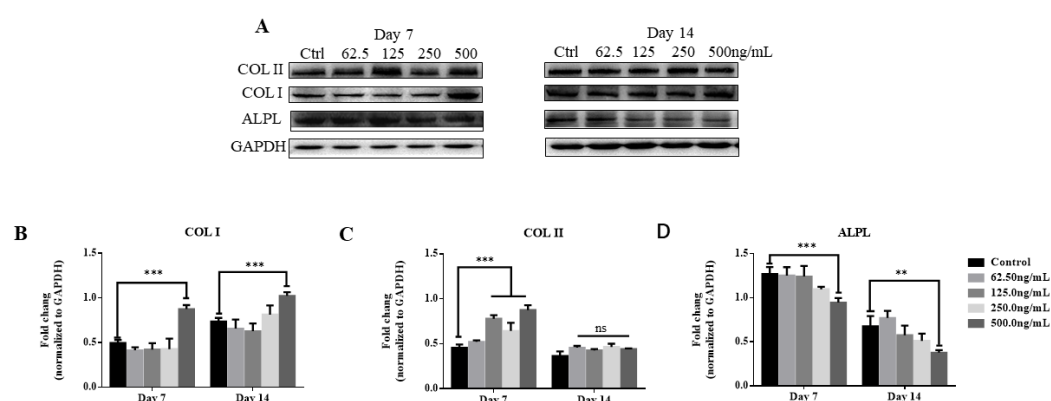 A
Day 7
Day 14
Ctrl 62.5 125 250 500
Ctrl 62.5 125 250 500ng/mL
COL II
COL I
ALPL
GAPDH
B
COL I
Fold chang
(normalized to GAPDH)
1.5
1.0
0.5
0.0
***
***
Day 7
Day 14
C
COL II
Fold chang
(normalized to GAPDH)
1.5
1.0
0.5
0.0
***
ns
Day 7
Day 14
D
ALPL
Fold chang
(normalized to GAPDH)
1.5
1.0
0.5
0.0
***
**
Day 7
Day 14
Control
62.50ng/mL
125.0ng/mL
250.0ng/mL
500.0ng/mL